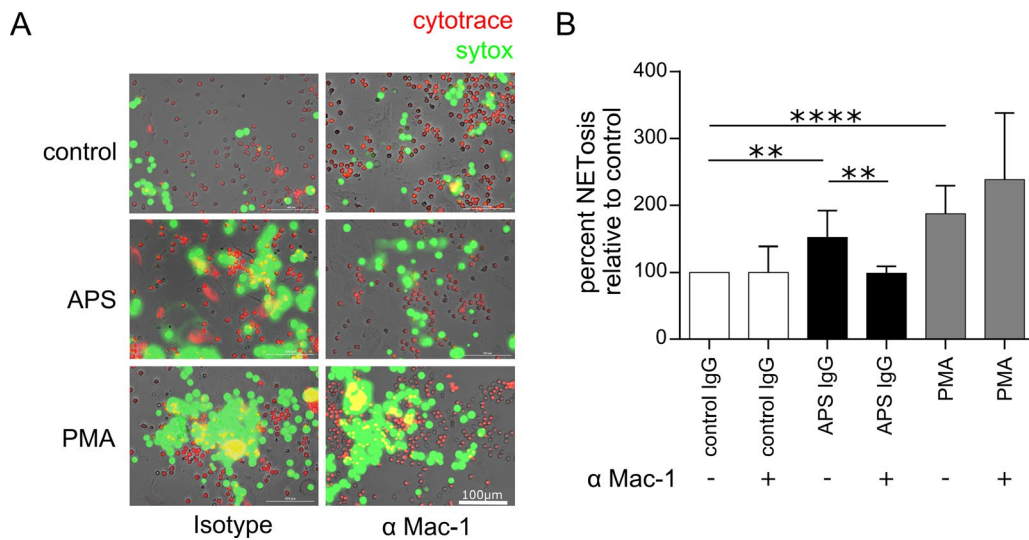 A
cytotrace
sytox
control
APS
PMA
100μm
Isotype
α Mac-1
B
percent NETosis
relative to control
400
300
200
100
0
****
**
**
control IgG
control IgG
APS IgG
APS IgG
PMA
PMA
α Mac-1 - + - + - +